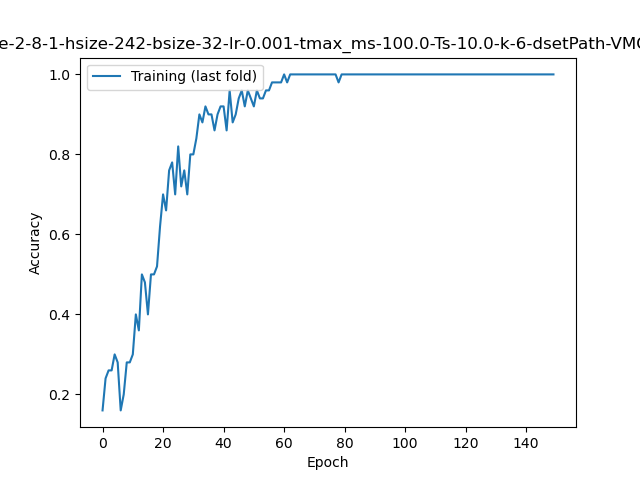 e-2-8-1-hsize-242-bsize-32-lr-0.001-tmax_ms-100.0-Ts-10.0-k-6-dsetPath-VMC
Training (last fold)
1.0
0.8
0.6
0.4
0.2
Accuracy
0 20 40 60 80 100 120 140
Epoch